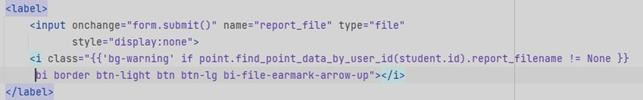 <label>
<input onchange="form.submit()" name="report_file" type="file"
style="display:none">
<i class="{{'bg-warning' if point.find_point_data_by_user_id(student.id).report_filename != None }}
bi border btn-light btn btn-lg bi-file-earmark-arrow-up"></i>
</label>